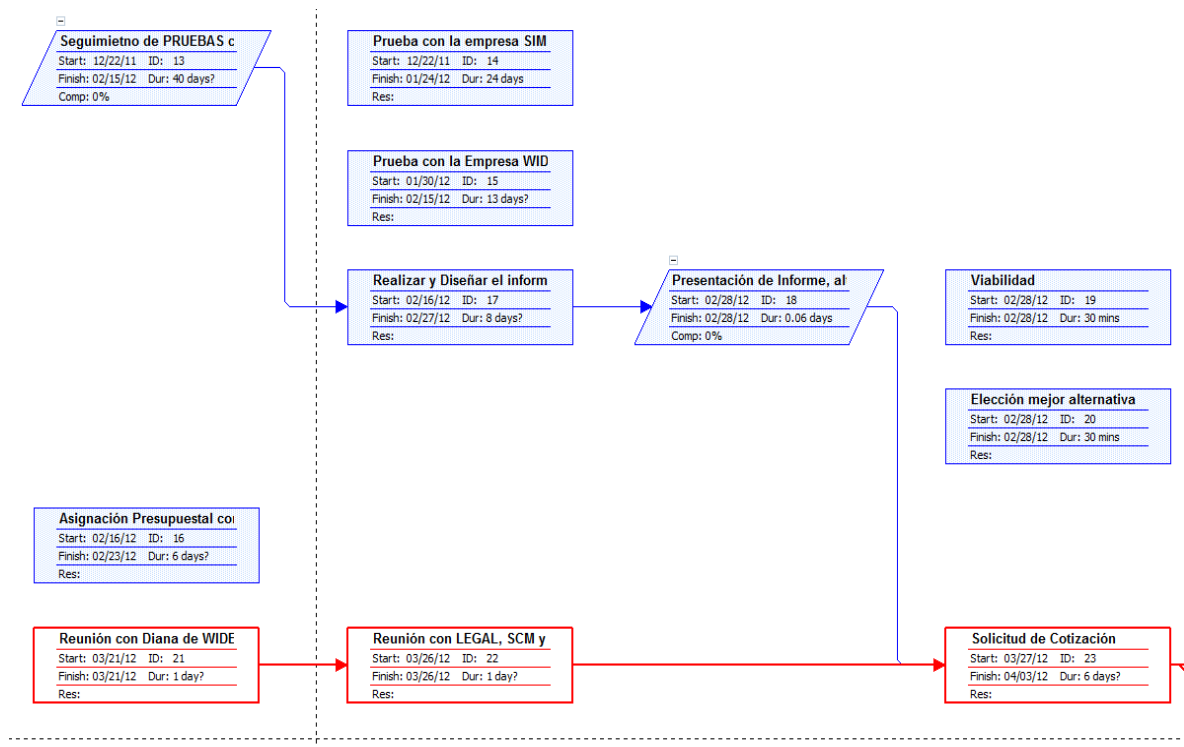 Seguimietno de PRUEBAS c
Start: 12/22/11 ID: 13
Finish: 02/15/12 Dur: 40 days?
Comp: 0%
Prueba con la empresa SIM
Start: 12/22/11 ID: 14
Finish: 01/24/12 Dur: 24 days
Res:
Prueba con la Empresa WID
Start: 01/30/12 ID: 15
Finish: 02/15/12 Dur: 13 days?
Res:
Realizar y Diseñar el inform
Start: 02/16/12 ID: 17
Finish: 02/27/12 Dur: 8 days?
Res:
Presentación de Informe, al
Start: 02/28/12 ID: 18
Finish: 02/28/12 Dur: 0.06 days
Comp: 0%
Viabilidad
Start: 02/28/12 ID: 19
Finish: 02/28/12 Dur: 30 mins
Res:
Elección mejor alternativa
Start: 02/28/12 ID: 20
Finish: 02/28/12 Dur: 30 mins
Res:
Asignación Presupuestal co
Start: 02/16/12 ID: 16
Finish: 02/23/12 Dur: 6 days?
Res:
Reunión con Diana de WIDE
Start: 03/21/12 ID: 21
Finish: 03/21/12 Dur: 1 day?
Res:
Reunión con LEGAL, SCM y
Start: 03/26/12 ID: 22
Finish: 03/26/12 Dur: 1 day?
Res:
Solicitud de Cotización
Start: 03/27/12 ID: 23
Finish: 04/03/12 Dur: 6 days?
Res: